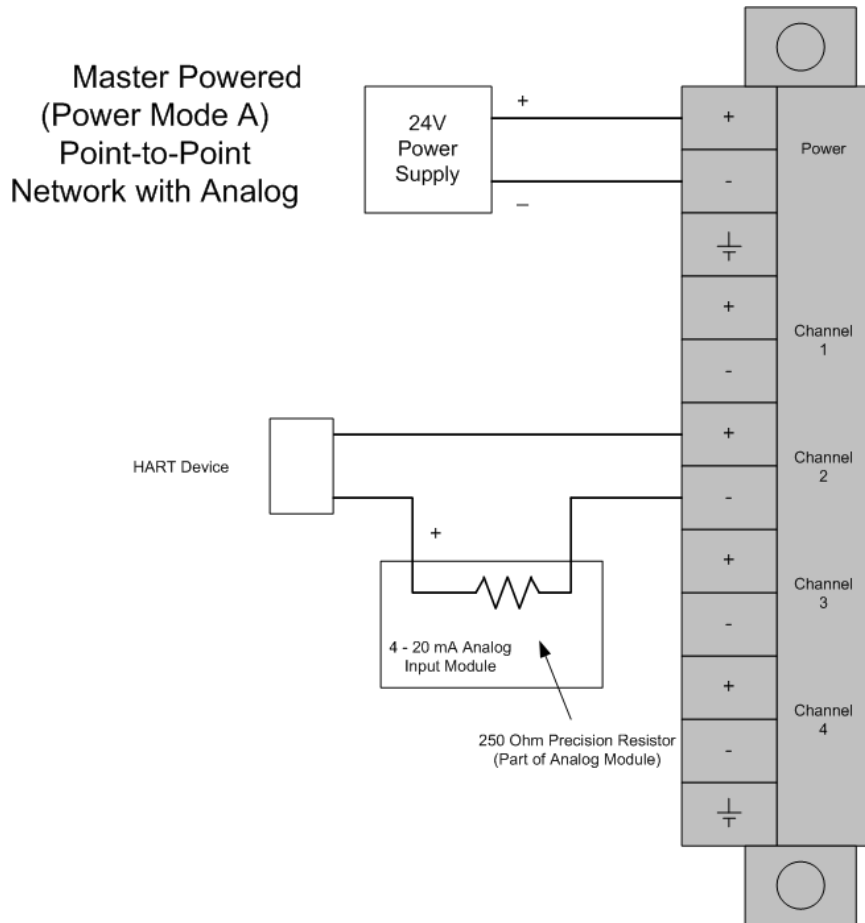 Master Powered
(Power Mode A)
Point-to-Point
Network with Analog
24V
Power
Supply
+
–
+
-
Power
+
-
Channel
1
HART Device
+
-
Channel
2
+
4 - 20 mA Analog
Input Module
250 Ohm Precision Resistor
(Part of Analog Module)
+
-
Channel
3
+
-
Channel
4